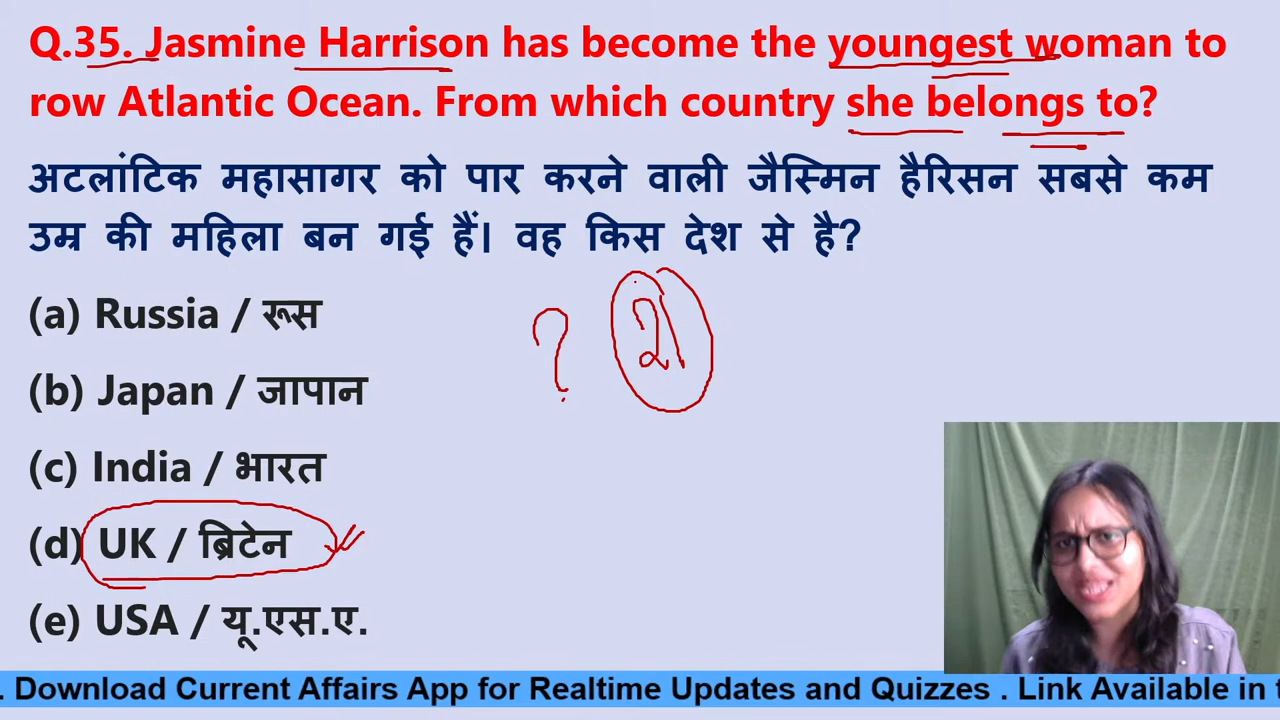 Q.35. Jasmine Harrison has become the youngest woman to
row Atlantic Ocean. From which country she belongs to?
अटलांटिक महासागर को पार करने वाली जैस्मिन हैरिसन सबसे कम
उम्र की महिला बन गई हैं। वह किस देश से है?
(a) Russia / रूस
?
(b) Japan / जापान
(c) India / भारत
(d) UK / ब्रिटेन
(e) USA / यू.एस.ए.
. Download Current Affairs App for Realtime Updates and Quizzes . Link Available in t